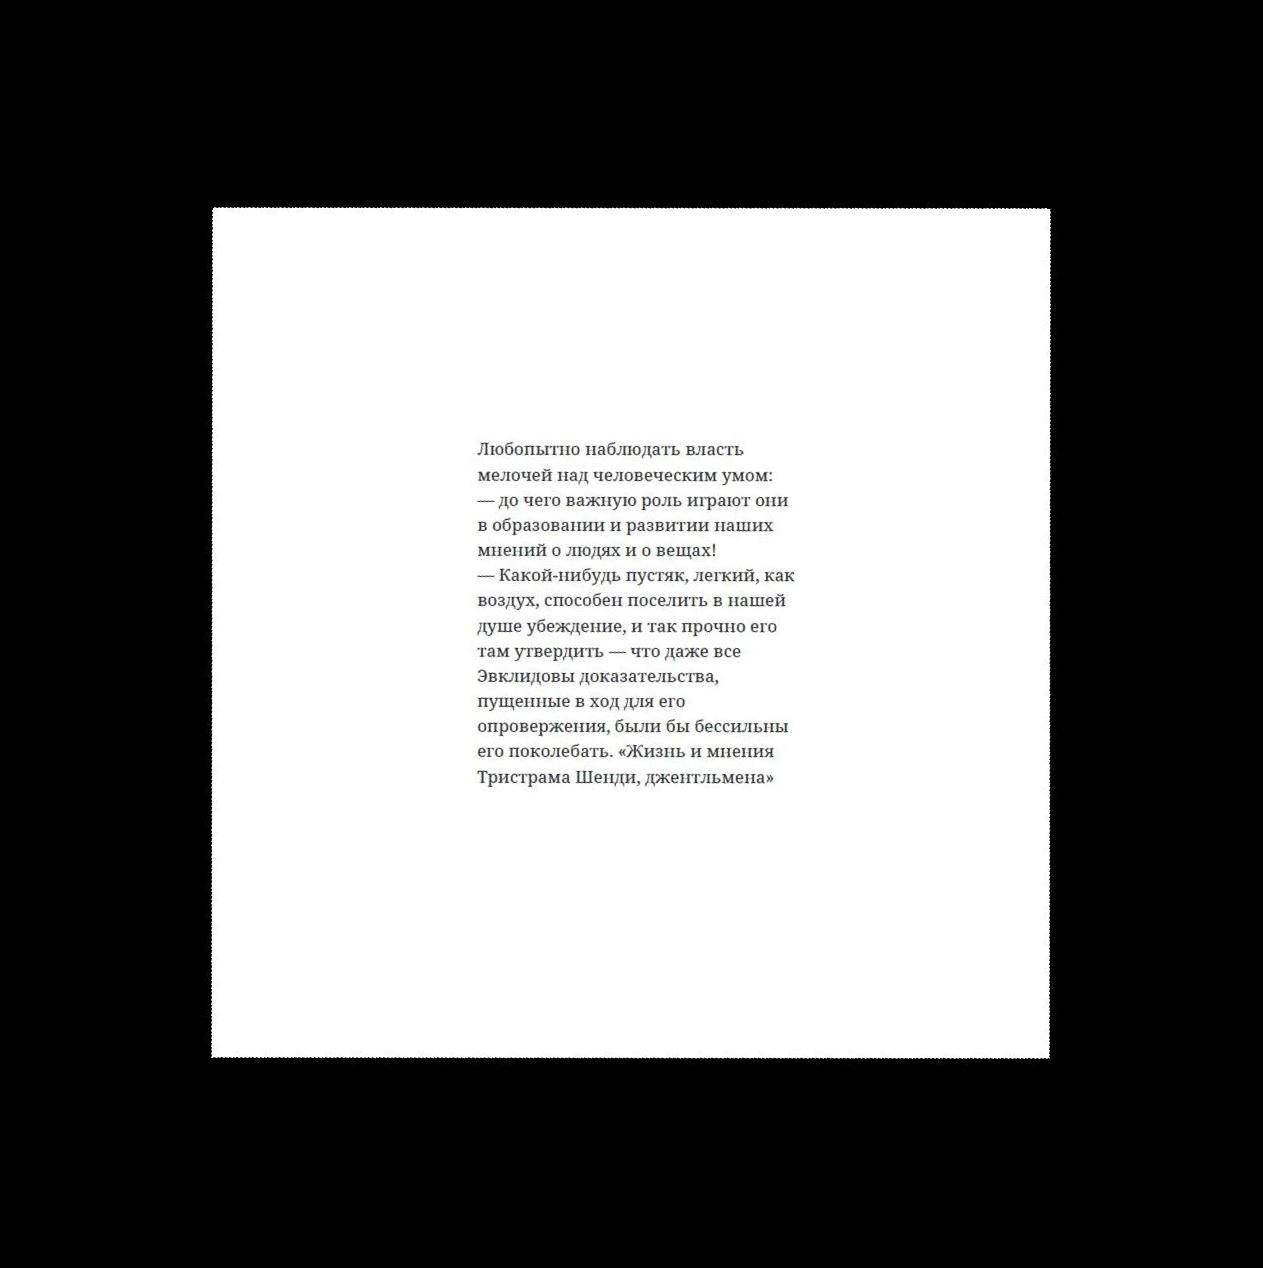 Любопытно наблюдать власть
мелочей над человеческим умом:
— до чего важную роль играют они
в образовании и развитии наших
мнений о людях и о вещах!
— Какой-нибудь пустяк, легкий, как
воздух, способен поселить в нашей
душе убеждение, и так прочно его
там утвердить — что даже все
Эвклидовы доказательства,
пущенные в ход для его
опровержения, были бы бессильны
его поколебать. «Жизнь и мнения
Тристрама Шенди, джентльмена»